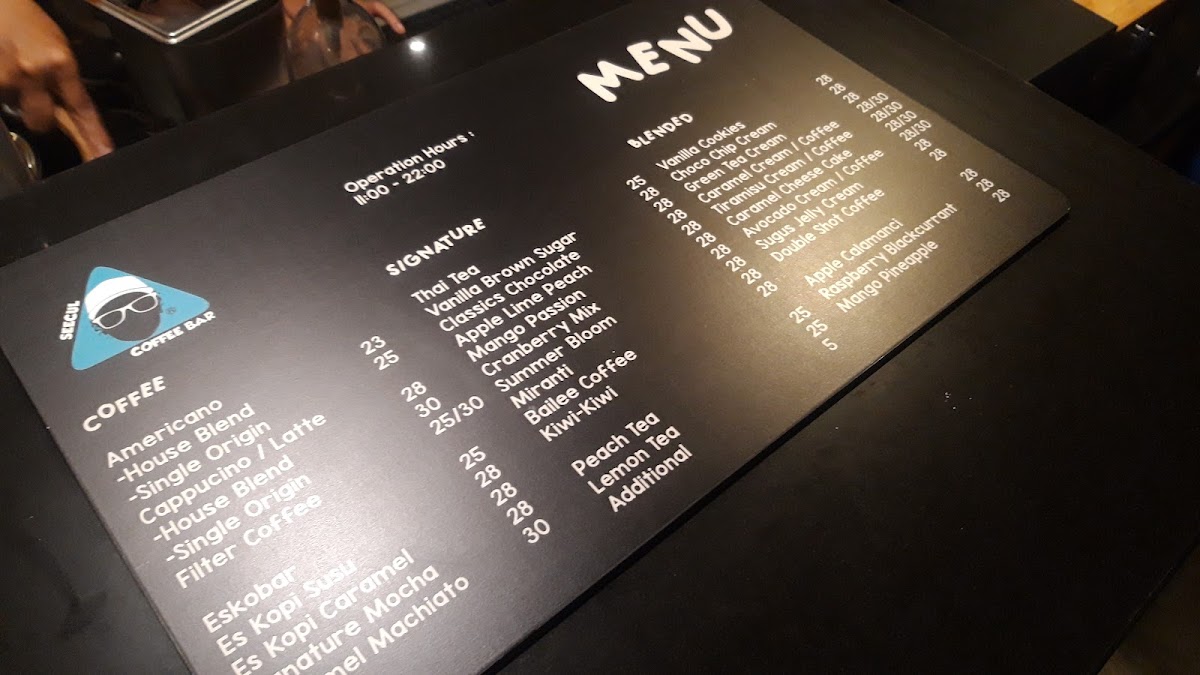 MENU
Operation Hours :
11:00 - 22:00
SEECUL
COFFEE BAR
COFFEE
Americano
-House Blend 23
-Single Origin 25
Cappucino / Latte
-House Blend 28
-Single Origin 30
Filter Coffee 25/30
Eskobar 25
Es Kopi Susu 28
Es Kopi Caramel 28
Mocha 28
Machiato 30
SIGNATURE
Thai Tea 25
Vanilla Brown Sugar 28
Classics Chocolate 28
Apple Lime Peach 28
Mango Passion 28
Cranberry Mix 28
Summer Bloom 28
Miranti 28
Bailee Coffee 28
Kiwi-Kiwi 28
Peach Tea 25
Lemon Tea 25
Additional 5
BLENDED
Vanilla Cookies 28
Choco Chip Cream 28
Green Tea Cream 28
Caramel Cream / Coffee 28/30
Tiramisu Cream / Coffee 28/30
Caramel Cheese Cake
Avocado Cream / Coffee 28/30
Sugus Jelly Cream 28
Double Shot Coffee 28
Apple Calamanci 28
Raspberry Blackcurrant 28
Mango Pineapple 28